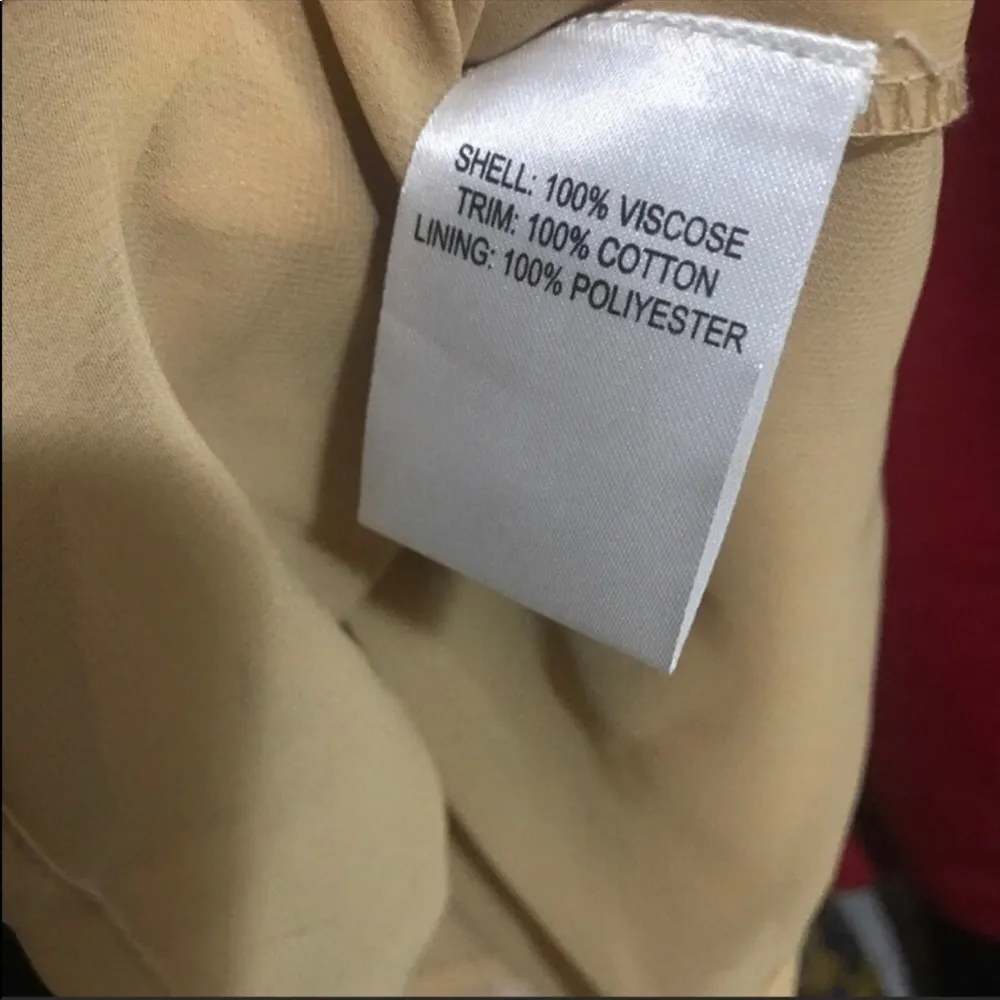 SHELL: 100% VISCOSE
TRIM: 100% COTTON
LINING: 100% POLIYESTER